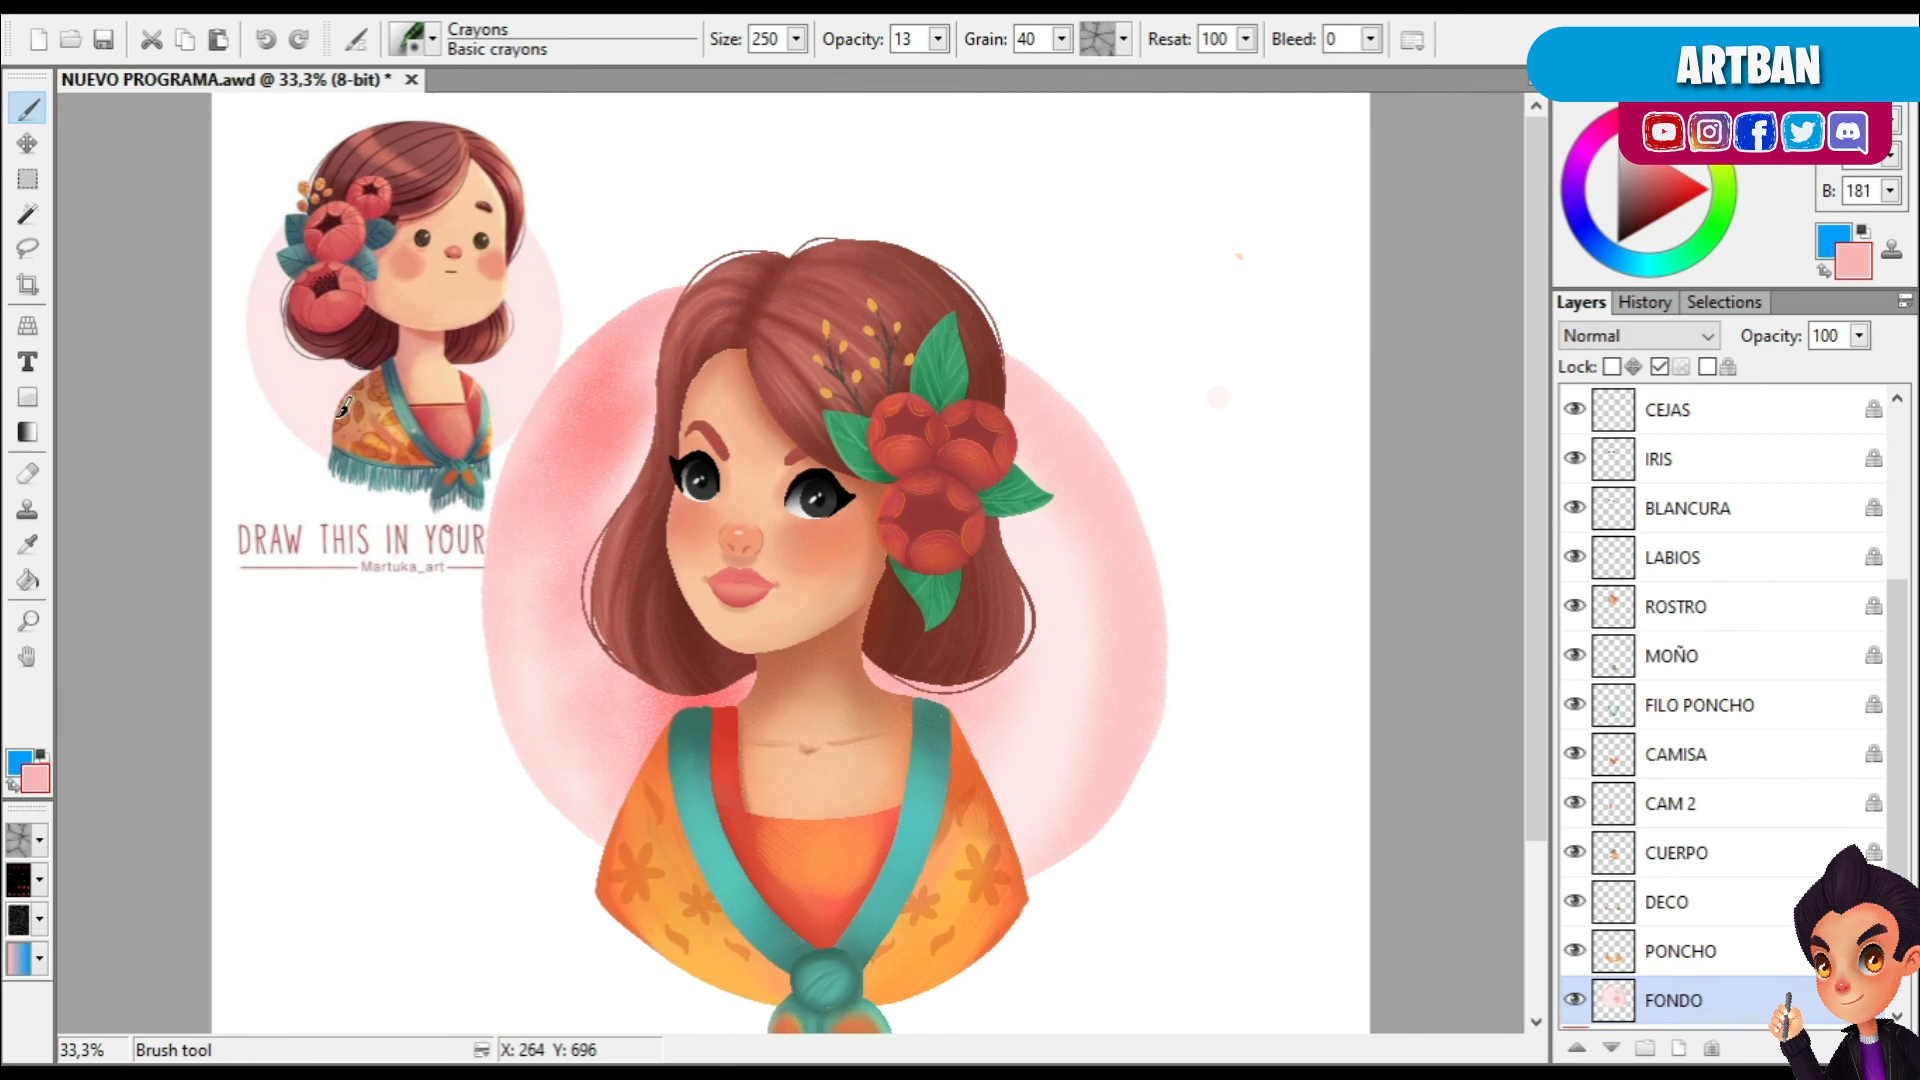 Crayons
Basic crayons
Size: 250
Opacity: 13
Grain: 40
Resat: 100
Bleed: 0
ARTBAN
NUEVO PROGRAMA.awd @ 33,3% (8-bit) *
B: 181
Layers History Selections
Normal
Opacity: 100
Lock:
CEJAS
IRIS
BLANCURA
LABIOS
ROSTRO
MOÑO
FILO PONCHO
CAMISA
CAM 2
CUERPO
DECO
PONCHO
FONDO
DRAW THIS IN YOUR
Martuka_art
33,3%
Brush tool
X: 264 Y: 696